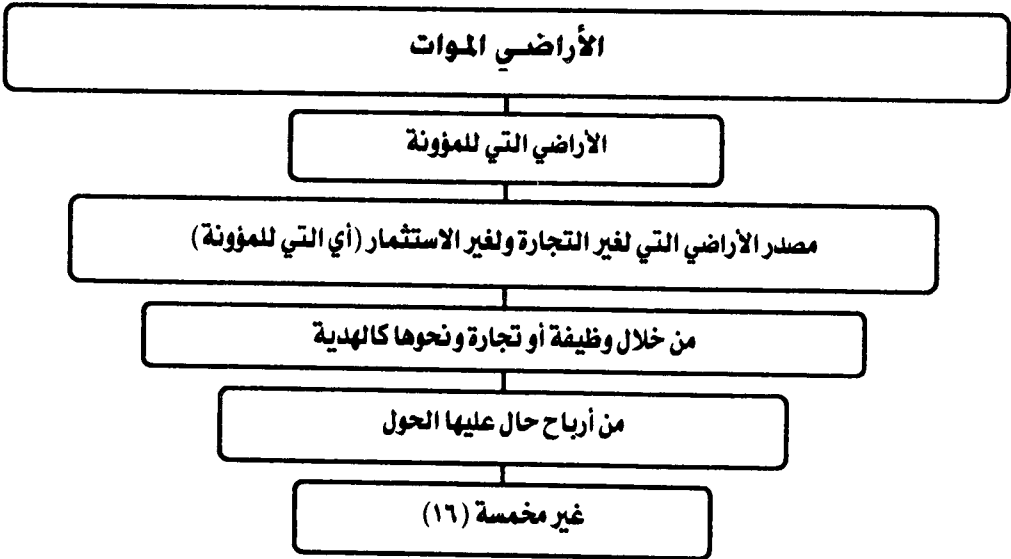 الأراضي الموات
الأراضي التي للمؤونة
مصدر الأراضي التي لغير التجارة ولغير الاستثمار (أي التي للمؤونة)
من خلال وظيفة أو تجارة ونحوها كالهدية
من أرباح حال عليها الحول
غير مخمسة (١٦)